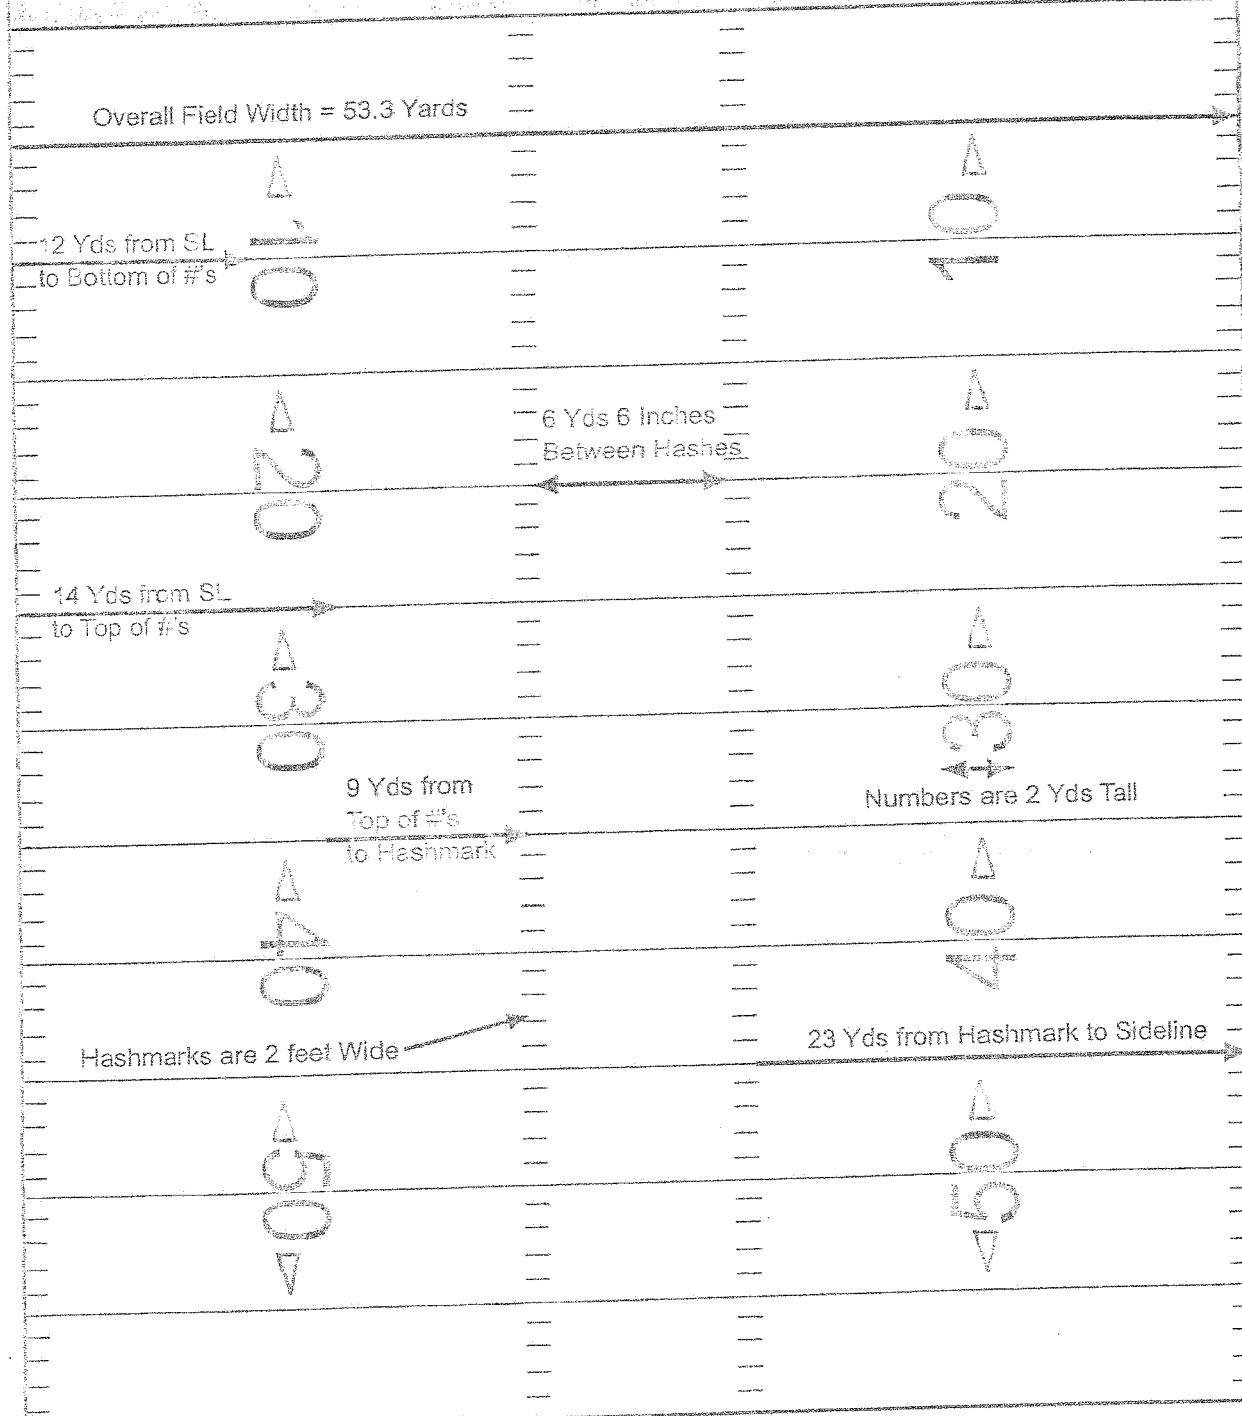 Overall Field Width = 53.3 Yards
10
12 Yds from SL
to Bottom of #'s
10
20
6 Yds 6 Inches
Between Hashes
20
14 Yds from SL
to Top of #'s
30
30
9 Yds from
Top of #'s
to Hashmark
Numbers are 2 Yds Tall
40
40
Hashmarks are 2 feet Wide
23 Yds from Hashmark to Sideline
50
50